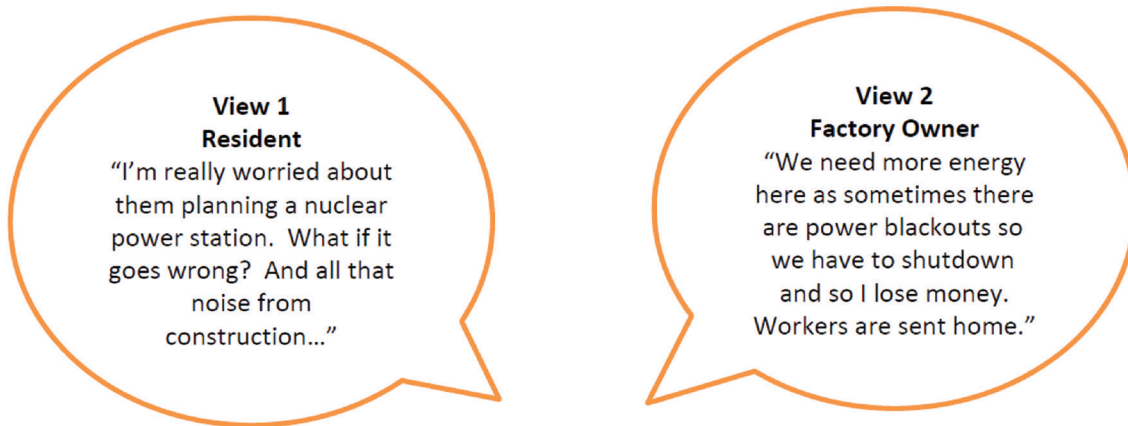 View 1
Resident
“I’m really worried about
them planning a nuclear
power station.  What if it
goes wrong?  And all that
noise from
construction…”
View 2
Factory Owner
“We need more energy
here as sometimes there
are power blackouts so
we have to shutdown
and so I lose money.
Workers are sent home.”